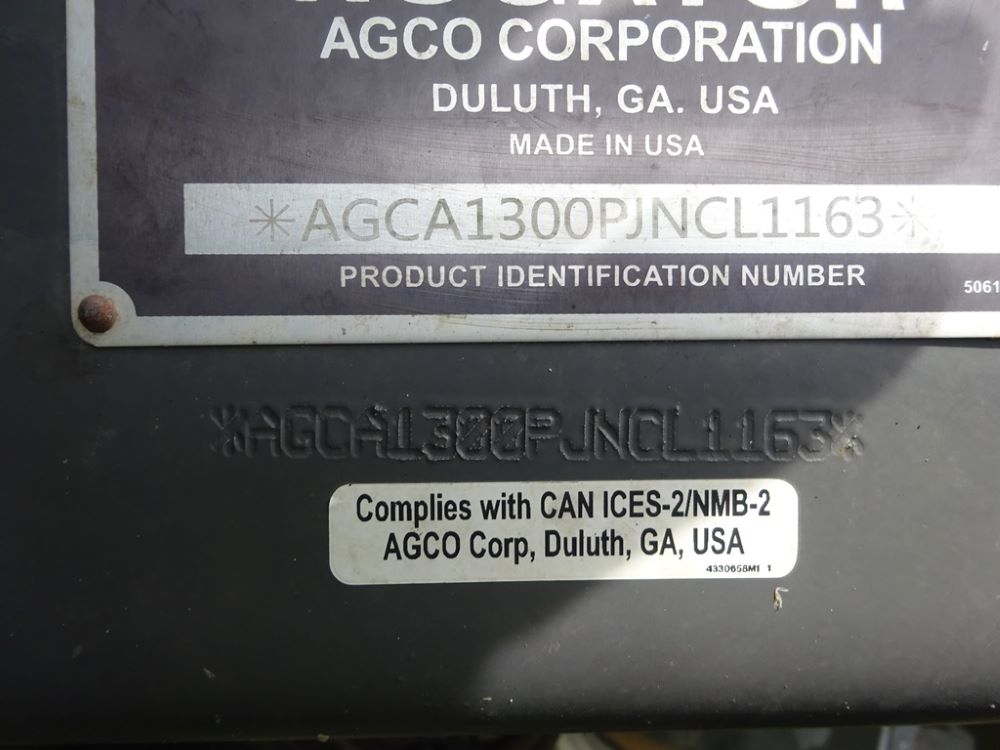 ROGATOR
AGCO CORPORATION
DULUTH, GA. USA
MADE IN USA
*AGCA1300PJNCL1163*
PRODUCT IDENTIFICATION NUMBER
5061
*AGCA1300PJNCL1163*
Complies with CAN ICES-2/NMB-2
AGCO Corp, Duluth, GA, USA
4330658M1 1